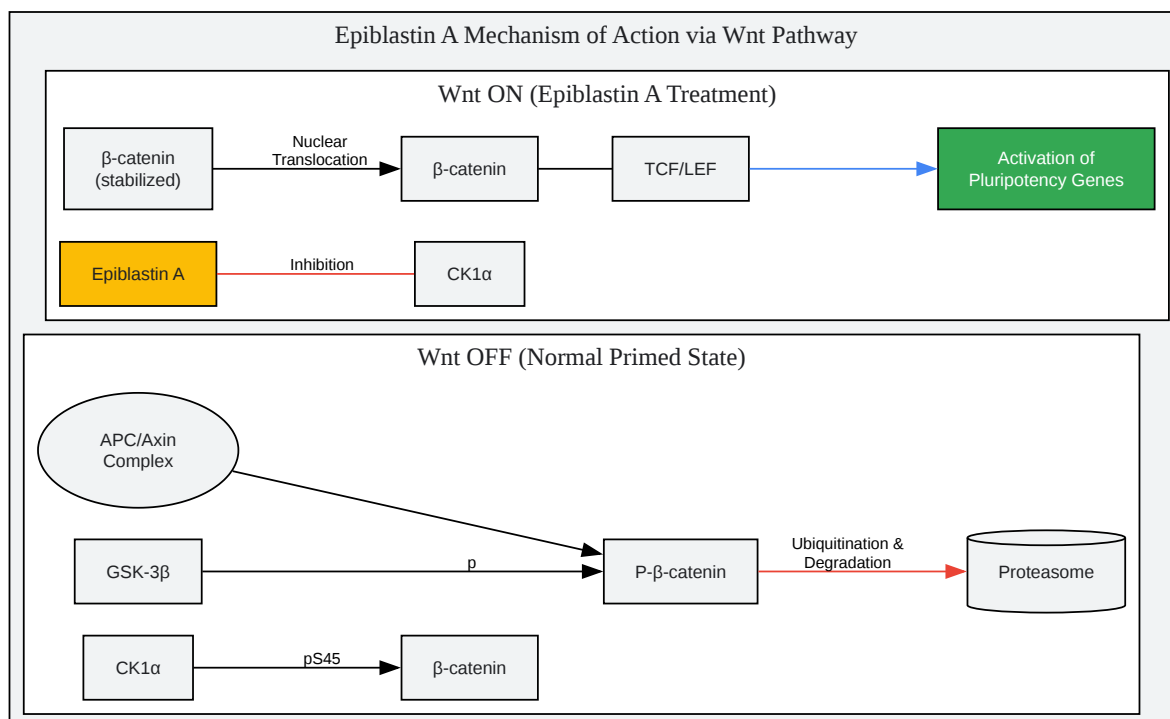 Epiblastin A Mechanism of Action via Wnt Pathway
Wnt ON (Epiblastin A Treatment)
β-catenin
(stabilized)
Nuclear
Translocation
β-catenin
TCF/LEF
Activation of
Pluripotency Genes
Epiblastin A
Inhibition
CK1α
Wnt OFF (Normal Primed State)
APC/Axin
Complex
GSK-3β
p
P-β-catenin
Ubiquitination &
Degradation
Proteasome
CK1α
pS45
β-catenin